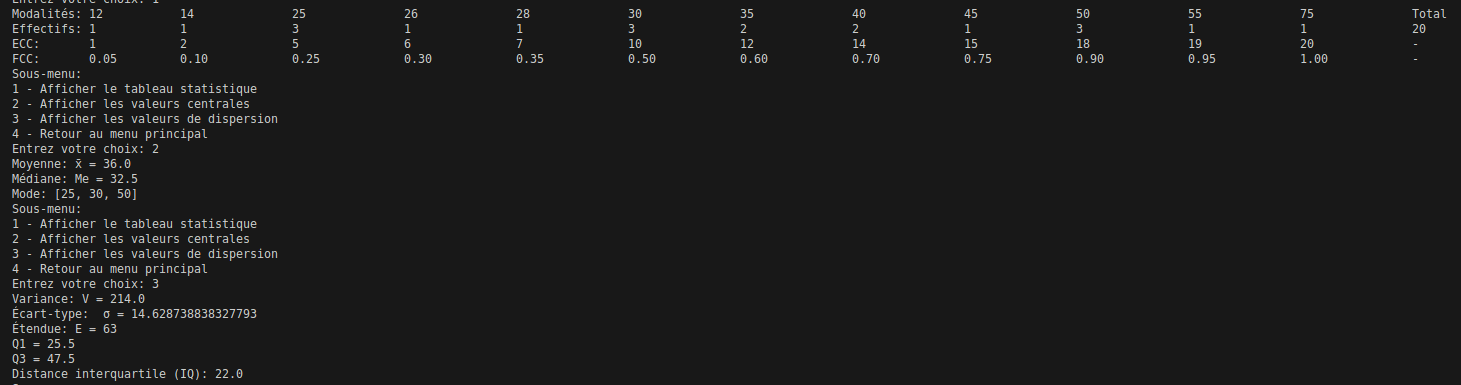 Entrez votre choix: 1
Modalités: 12 14 25 26 28 30 35 40 45 50 55 75 Total
Effectifs: 1 1 3 1 1 3 2 2 1 3 1 1 20
ECC: 1 2 5 6 7 10 12 14 15 18 19 20 -
FCC: 0.05 0.10 0.25 0.30 0.35 0.50 0.60 0.70 0.75 0.90 0.95 1.00 -
Sous-menu:
1 - Afficher le tableau statistique
2 - Afficher les valeurs centrales
3 - Afficher les valeurs de dispersion
4 - Retour au menu principal
Entrez votre choix: 2
Moyenne: x̄ = 36.0
Médiane: Me = 32.5
Mode: [25, 30, 50]
Sous-menu:
1 - Afficher le tableau statistique
2 - Afficher les valeurs centrales
3 - Afficher les valeurs de dispersion
4 - Retour au menu principal
Entrez votre choix: 3
Variance: V = 214.0
Écart-type:  σ = 14.628738838327793
Étendue: E = 63
Q1 = 25.5
Q3 = 47.5
Distance interquartile (IQ): 22.0